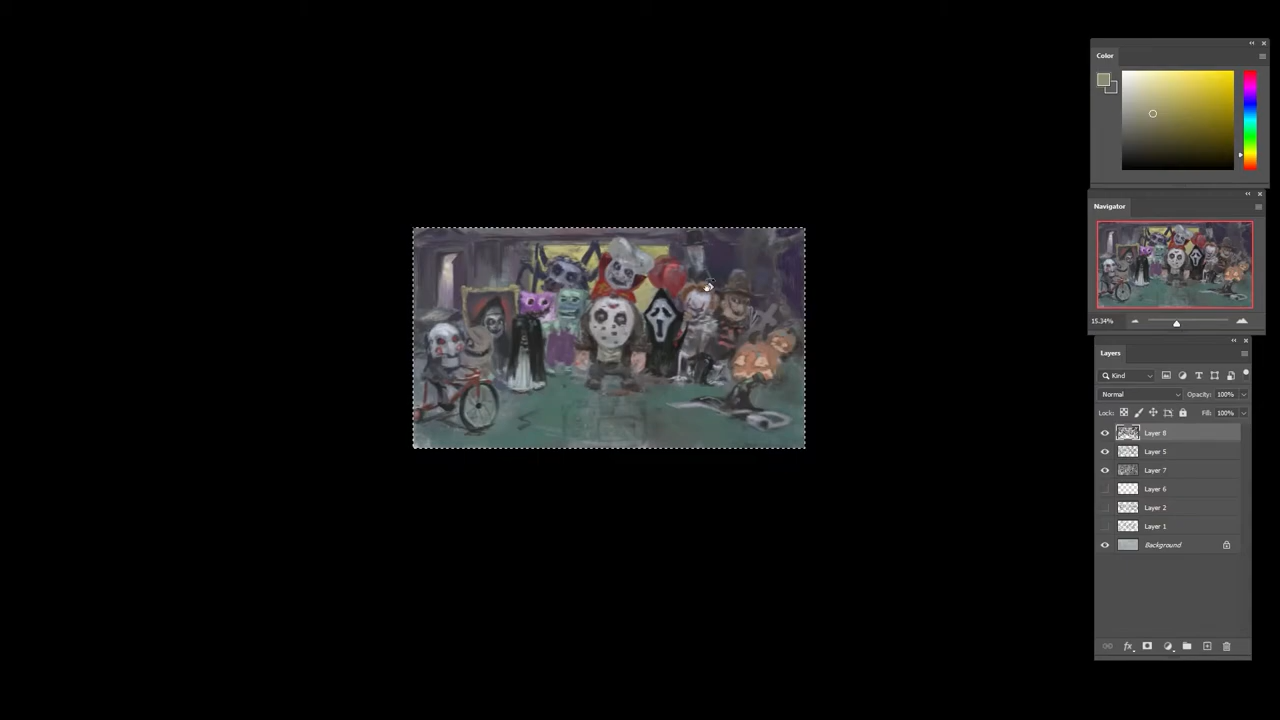 Color
Navigator
15.34%
Layers
Kind
Normal
Opacity: 100%
Lock:
Fill: 100%
Layer 8
Layer 5
Layer 7
Layer 6
Layer 2
Layer 1
Background
fx